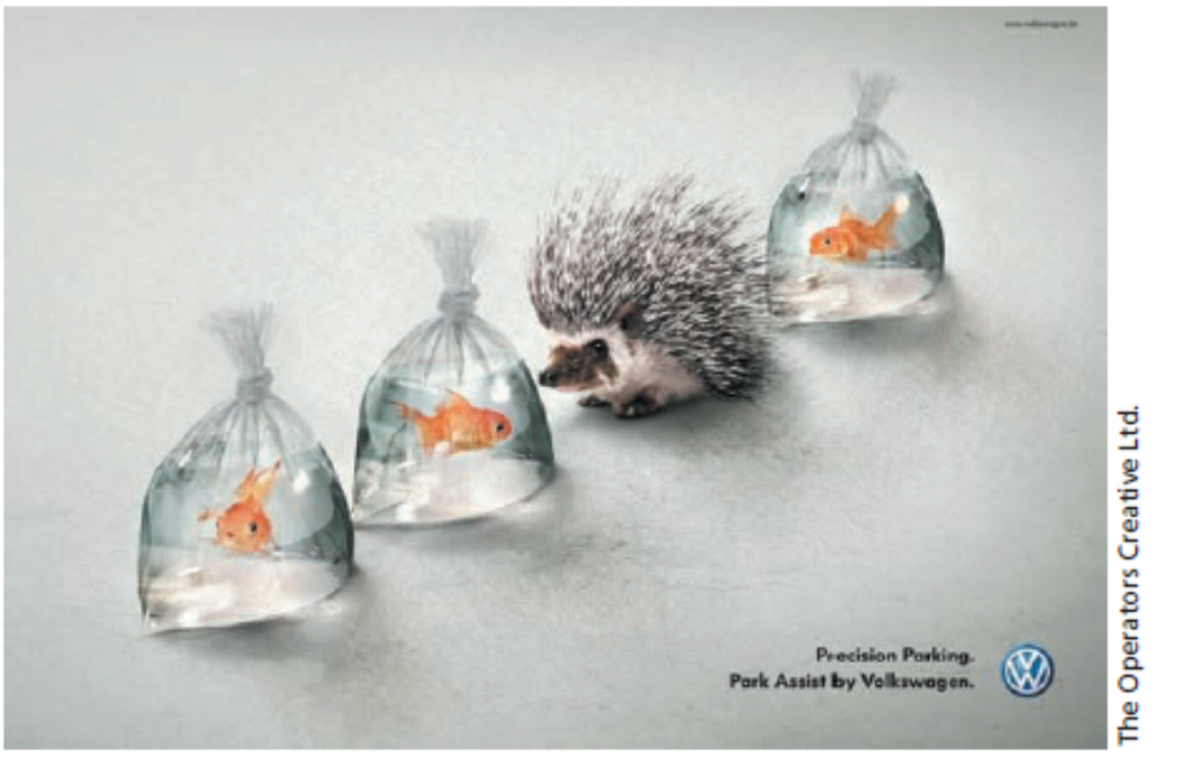 Precision Parking.
Park Assist by Volkswagen.
The Operators Creative Ltd.